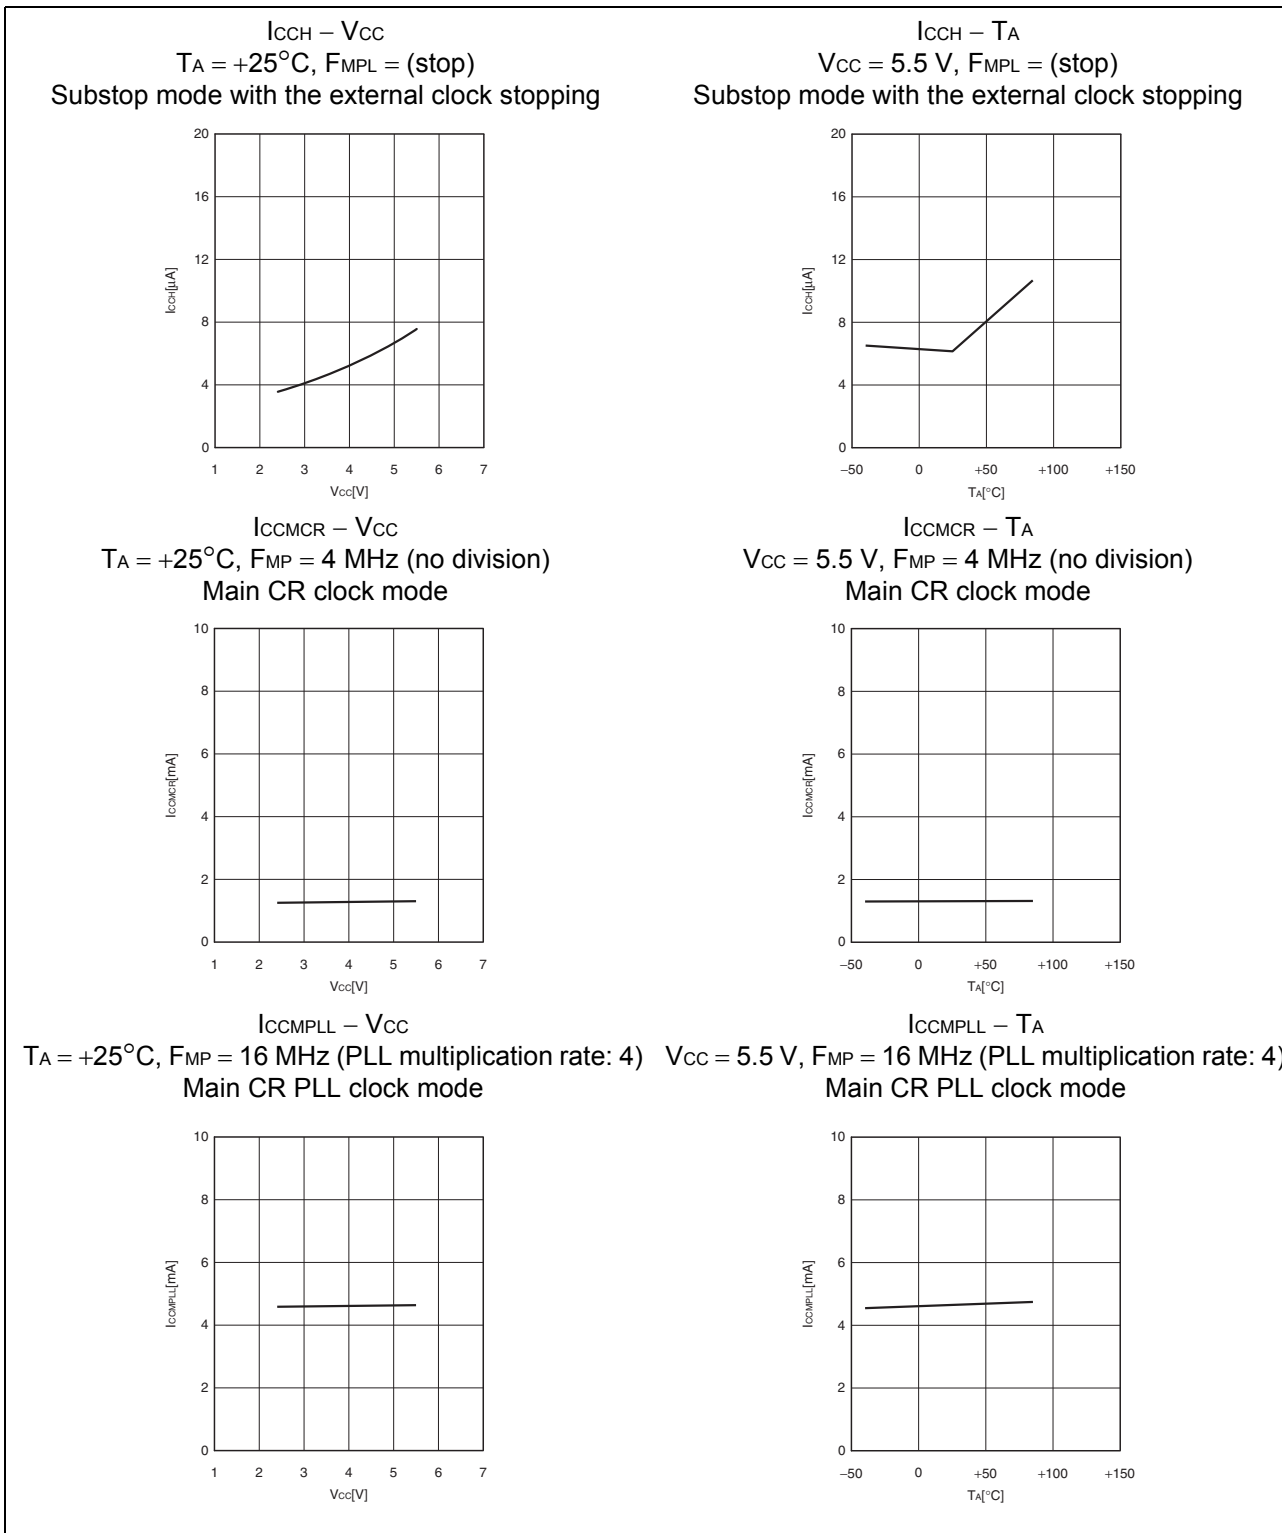 ICCH − VCC
TA = +25°C, FMPL = (stop)
Substop mode with the external clock stopping
20
16
12
8
4
0
ICCH[µA]
1 2 3 4 5 6 7
VCC[V]
ICCH − TA
VCC = 5.5 V, FMPL = (stop)
Substop mode with the external clock stopping
20
16
12
8
4
0
ICCH[µA]
−50 0 +50 +100 +150
TA[°C]
ICCMCR − VCC
TA = +25°C, FMP = 4 MHz (no division)
Main CR clock mode
10
8
6
4
2
0
ICCMCR[mA]
1 2 3 4 5 6 7
VCC[V]
ICCMCR − TA
VCC = 5.5 V, FMP = 4 MHz (no division)
Main CR clock mode
10
8
6
4
2
0
ICCMCR[mA]
−50 0 +50 +100 +150
TA[°C]
ICCMPLL − VCC
TA = +25°C, FMP = 16 MHz (PLL multiplication rate: 4)
Main CR PLL clock mode
10
8
6
4
2
0
ICCMPLL[mA]
1 2 3 4 5 6 7
VCC[V]
ICCMPLL − TA
VCC = 5.5 V, FMP = 16 MHz (PLL multiplication rate: 4)
Main CR PLL clock mode
10
8
6
4
2
0
ICCMPLL[mA]
−50 0 +50 +100 +150
TA[°C]